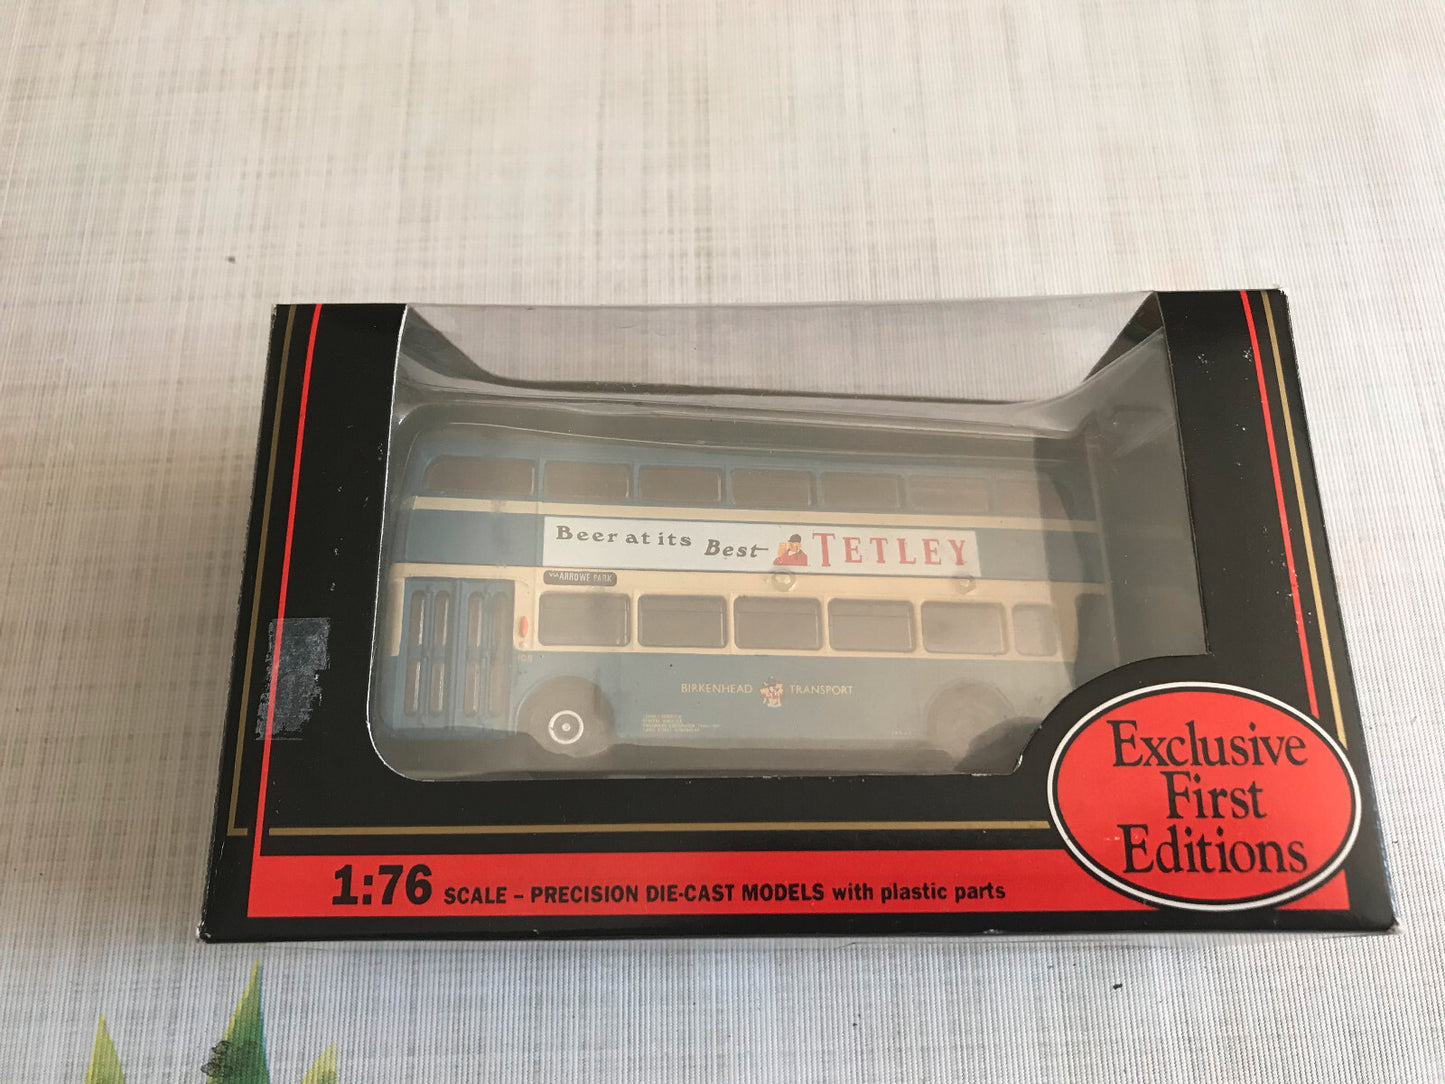 Beer at its Best TETLEY
VIA ARROWE PARK
BIRKENHEAD TRANSPORT
Exclusive
First
Editions
1:76 SCALE – PRECISION DIE-CAST MODELS with plastic parts